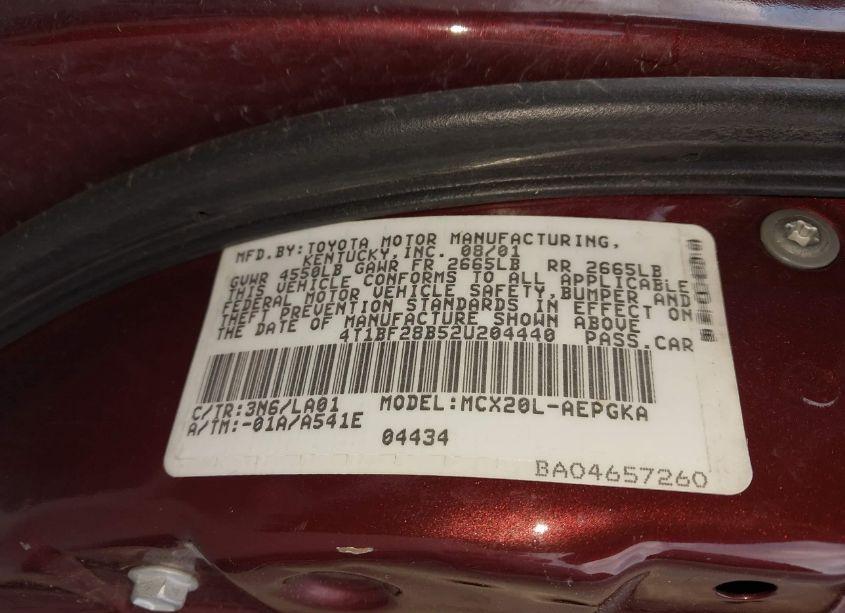 MFD.BY:TOYOTA MOTOR MANUFACTURING,
KENTUCKY,INC. 08/01
GVWR 4550LB GAWR FR 2665LB RR 2665LB
THIS VEHICLE CONFORMS TO ALL APPLICABLE
FEDERAL MOTOR VEHICLE SAFETY,BUMPER,AND
THEFT PREVENTION STANDARDS IN EFFECT ON
THE DATE OF MANUFACTURE SHOWN ABOVE
4T1BF28B52U204440 PASS.CAR
C/TR:3N6/LA01 MODEL:MCX20L-AEPGKA
A/TM:-01A/A541E
04434
BA04657260